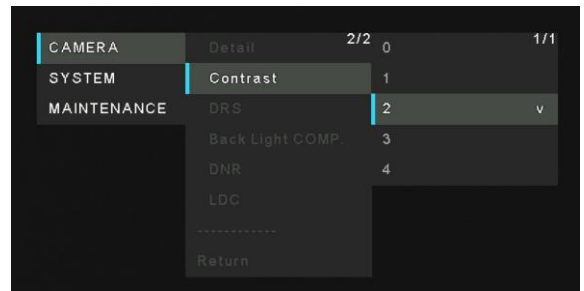 CAMERA
SYSTEM
MAINTENANCE
2/2
Detail
Contrast
DRS
Back Light COMP.
DNR
LDC
------------
Return
1/1
0
1
2 v
3
4